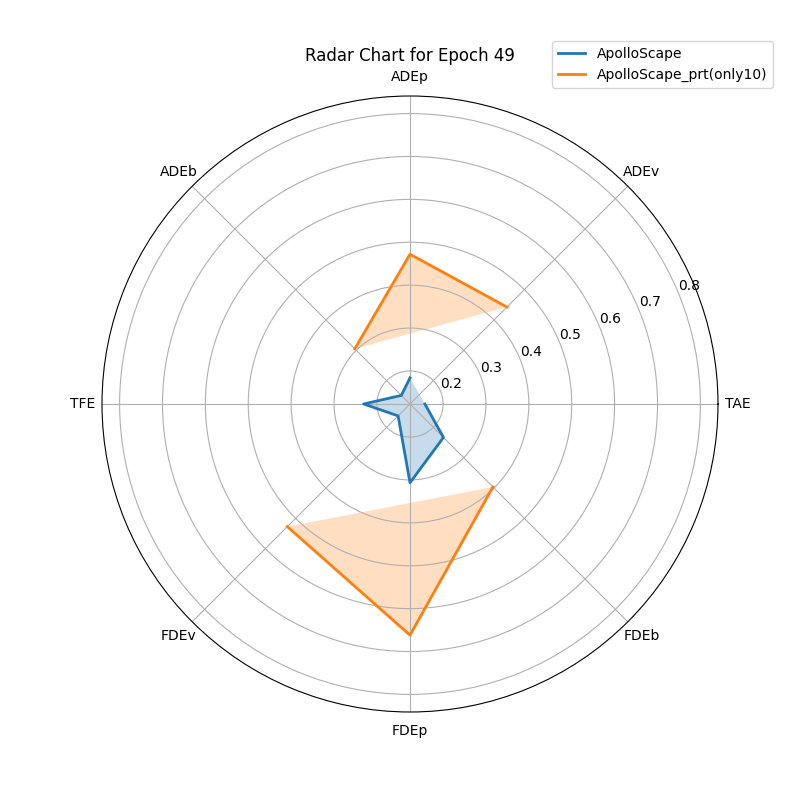 Radar Chart for Epoch 49
ApolloScape
ApolloScape_prt(only10)
ADEp
ADEb
ADEv
0.8
0.7
0.6
0.5
0.4
0.3
0.2
TFE
TAE
FDEv
FDEb
FDEp